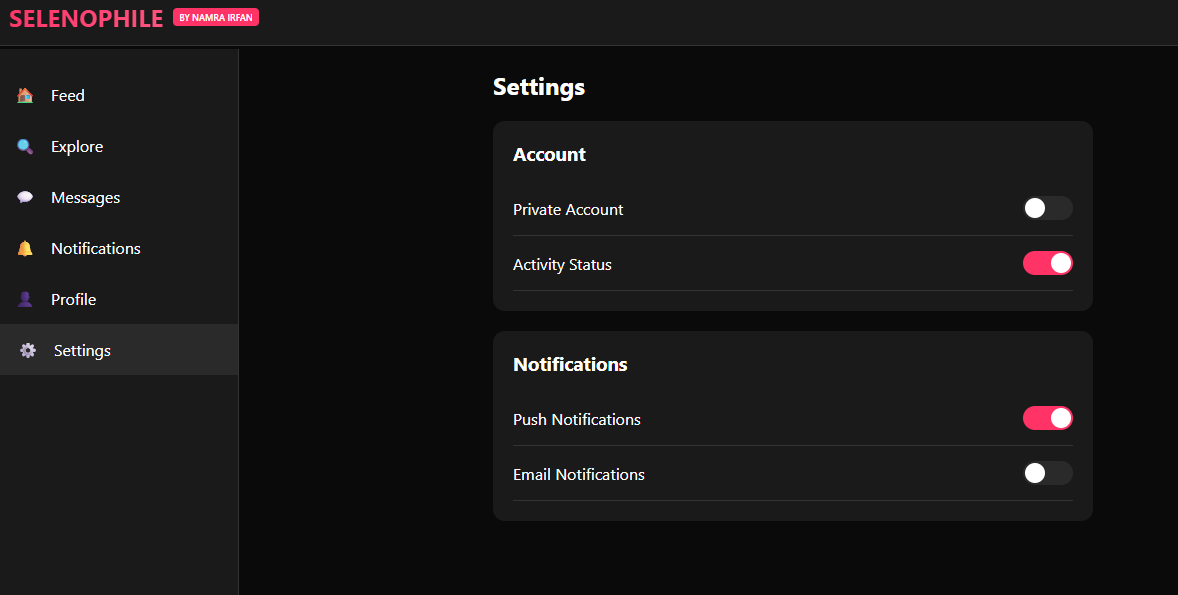 SELENOPHILE BY NAMRA IRFAN
Feed
Explore
Messages
Notifications
Profile
Settings
Settings
Account
Private Account
Activity Status
Notifications
Push Notifications
Email Notifications